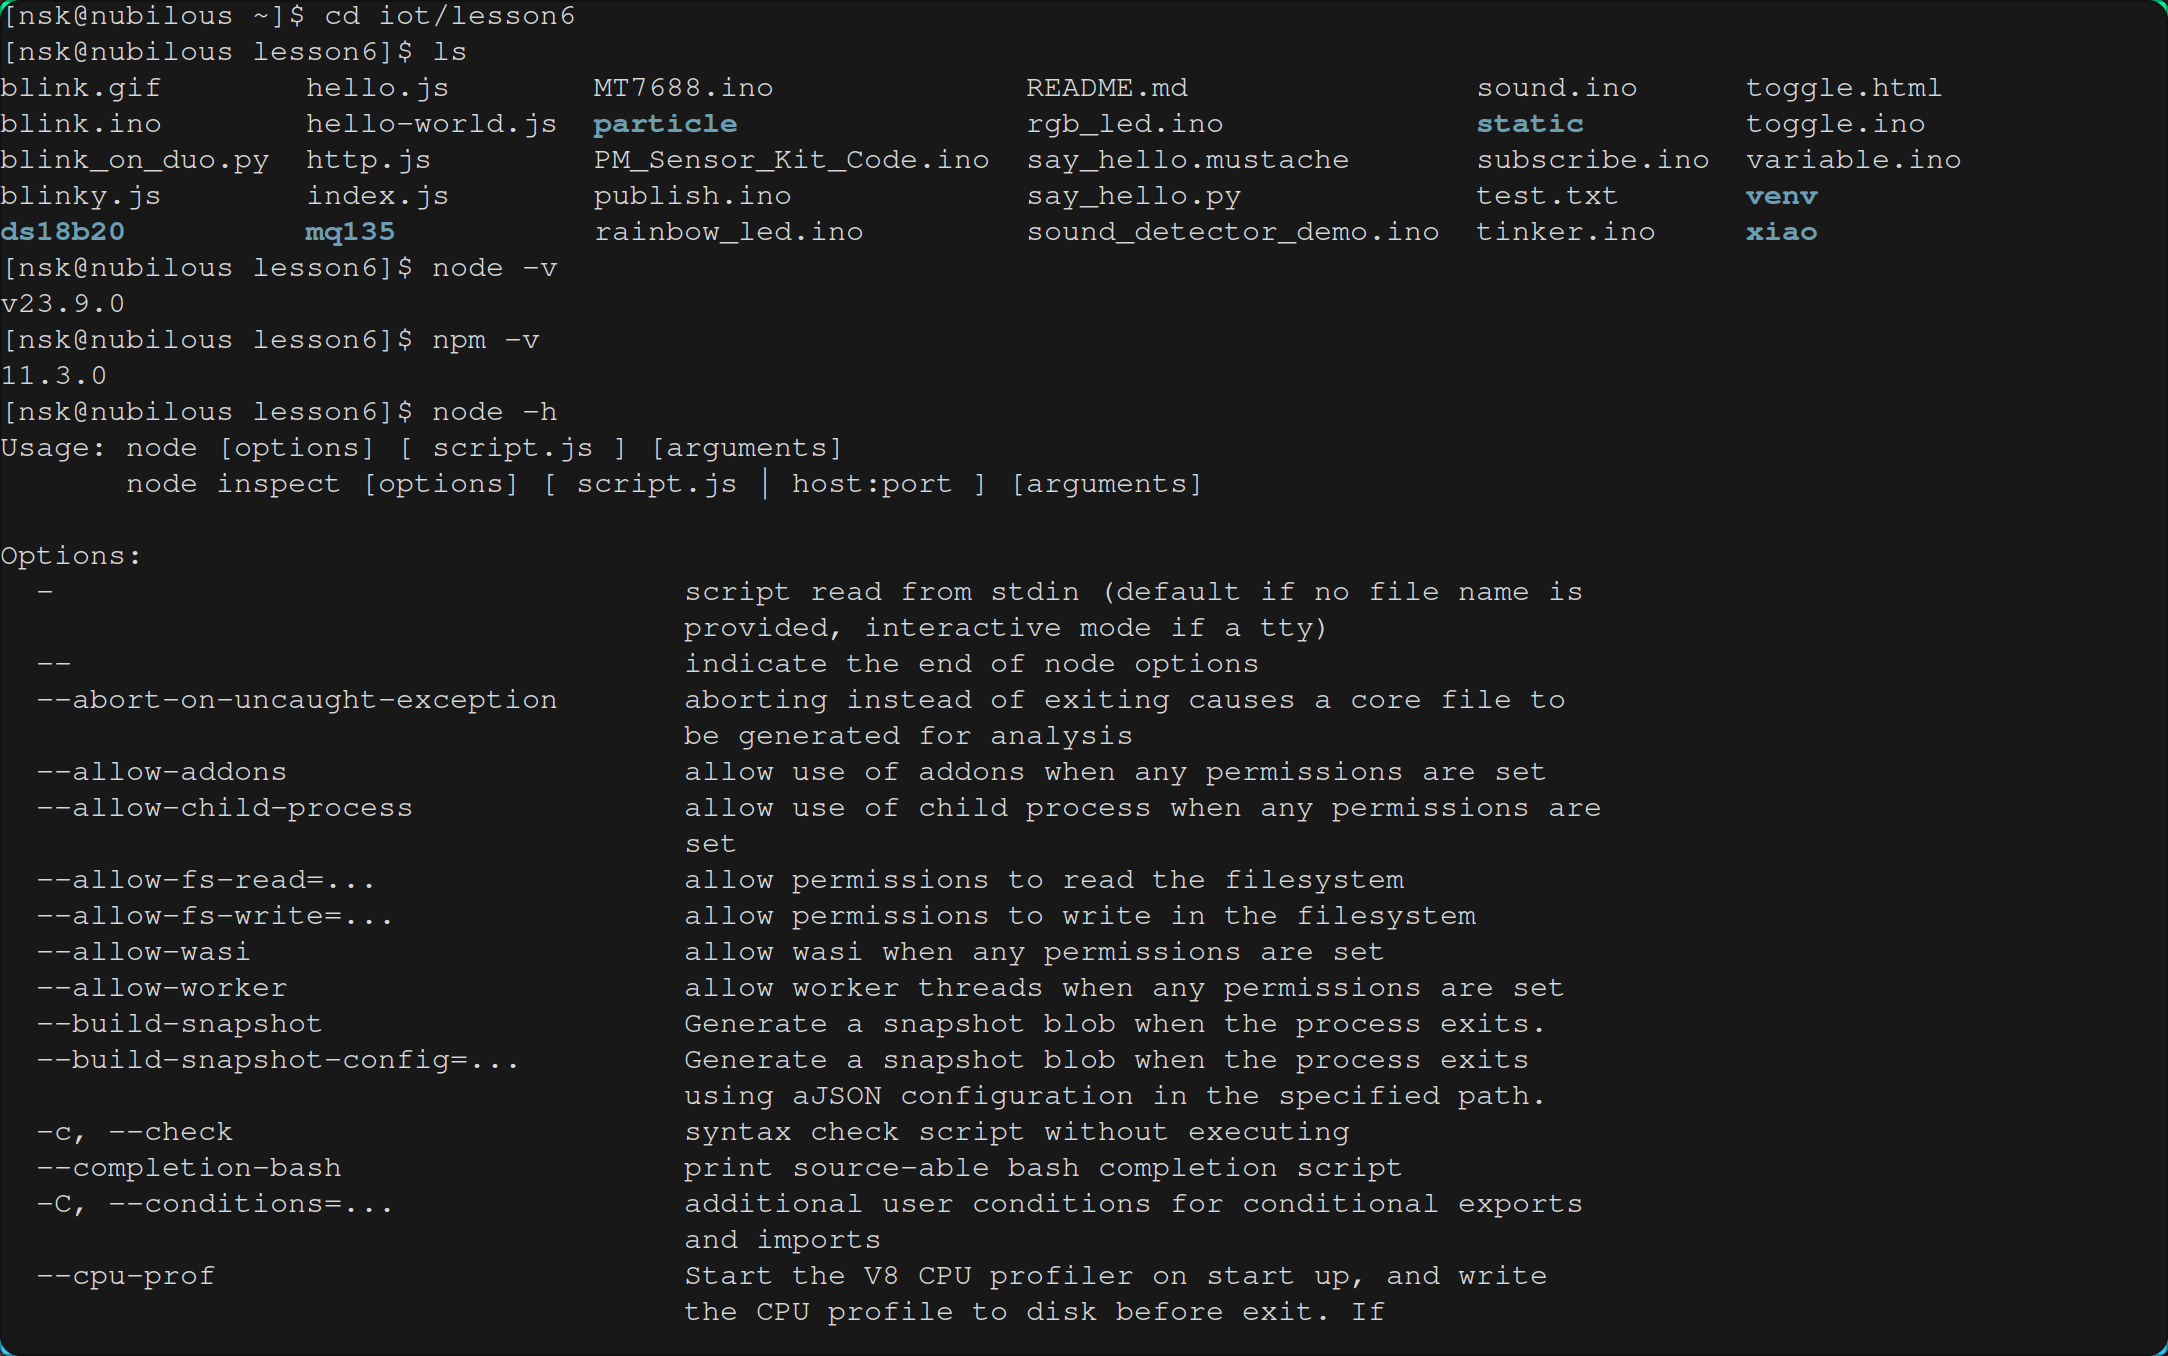 [nsk@nubilous ~]$ cd iot/lesson6
[nsk@nubilous lesson6]$ ls
blink.gif        hello.js        MT7688.ino              README.md                sound.ino      toggle.html
blink.ino        hello-world.js  particle                rgb_led.ino              static         toggle.ino
blink_on_duo.py  http.js         PM_Sensor_Kit_Code.ino  say_hello.mustache       subscribe.ino  variable.ino
blinky.js        index.js        publish.ino             say_hello.py             test.txt       venv
ds18b20          mq135           rainbow_led.ino         sound_detector_demo.ino  tinker.ino     xiao
[nsk@nubilous lesson6]$ node -v
v23.9.0
[nsk@nubilous lesson6]$ npm -v
11.3.0
[nsk@nubilous lesson6]$ node -h
Usage: node [options] [ script.js ] [arguments]
       node inspect [options] [ script.js | host:port ] [arguments]

Options:
  -                                   script read from stdin (default if no file name is
                                      provided, interactive mode if a tty)
  --                                  indicate the end of node options
  --abort-on-uncaught-exception       aborting instead of exiting causes a core file to
                                      be generated for analysis
  --allow-addons                      allow use of addons when any permissions are set
  --allow-child-process               allow use of child process when any permissions are
                                      set
  --allow-fs-read=...                 allow permissions to read the filesystem
  --allow-fs-write=...                allow permissions to write in the filesystem
  --allow-wasi                        allow wasi when any permissions are set
  --allow-worker                      allow worker threads when any permissions are set
  --build-snapshot                    Generate a snapshot blob when the process exits.
  --build-snapshot-config=...         Generate a snapshot blob when the process exits
                                      using aJSON configuration in the specified path.
  -c, --check                         syntax check script without executing
  --completion-bash                   print source-able bash completion script
  -C, --conditions=...                additional user conditions for conditional exports
                                      and imports
  --cpu-prof                          Start the V8 CPU profiler on start up, and write
                                      the CPU profile to disk before exit. If